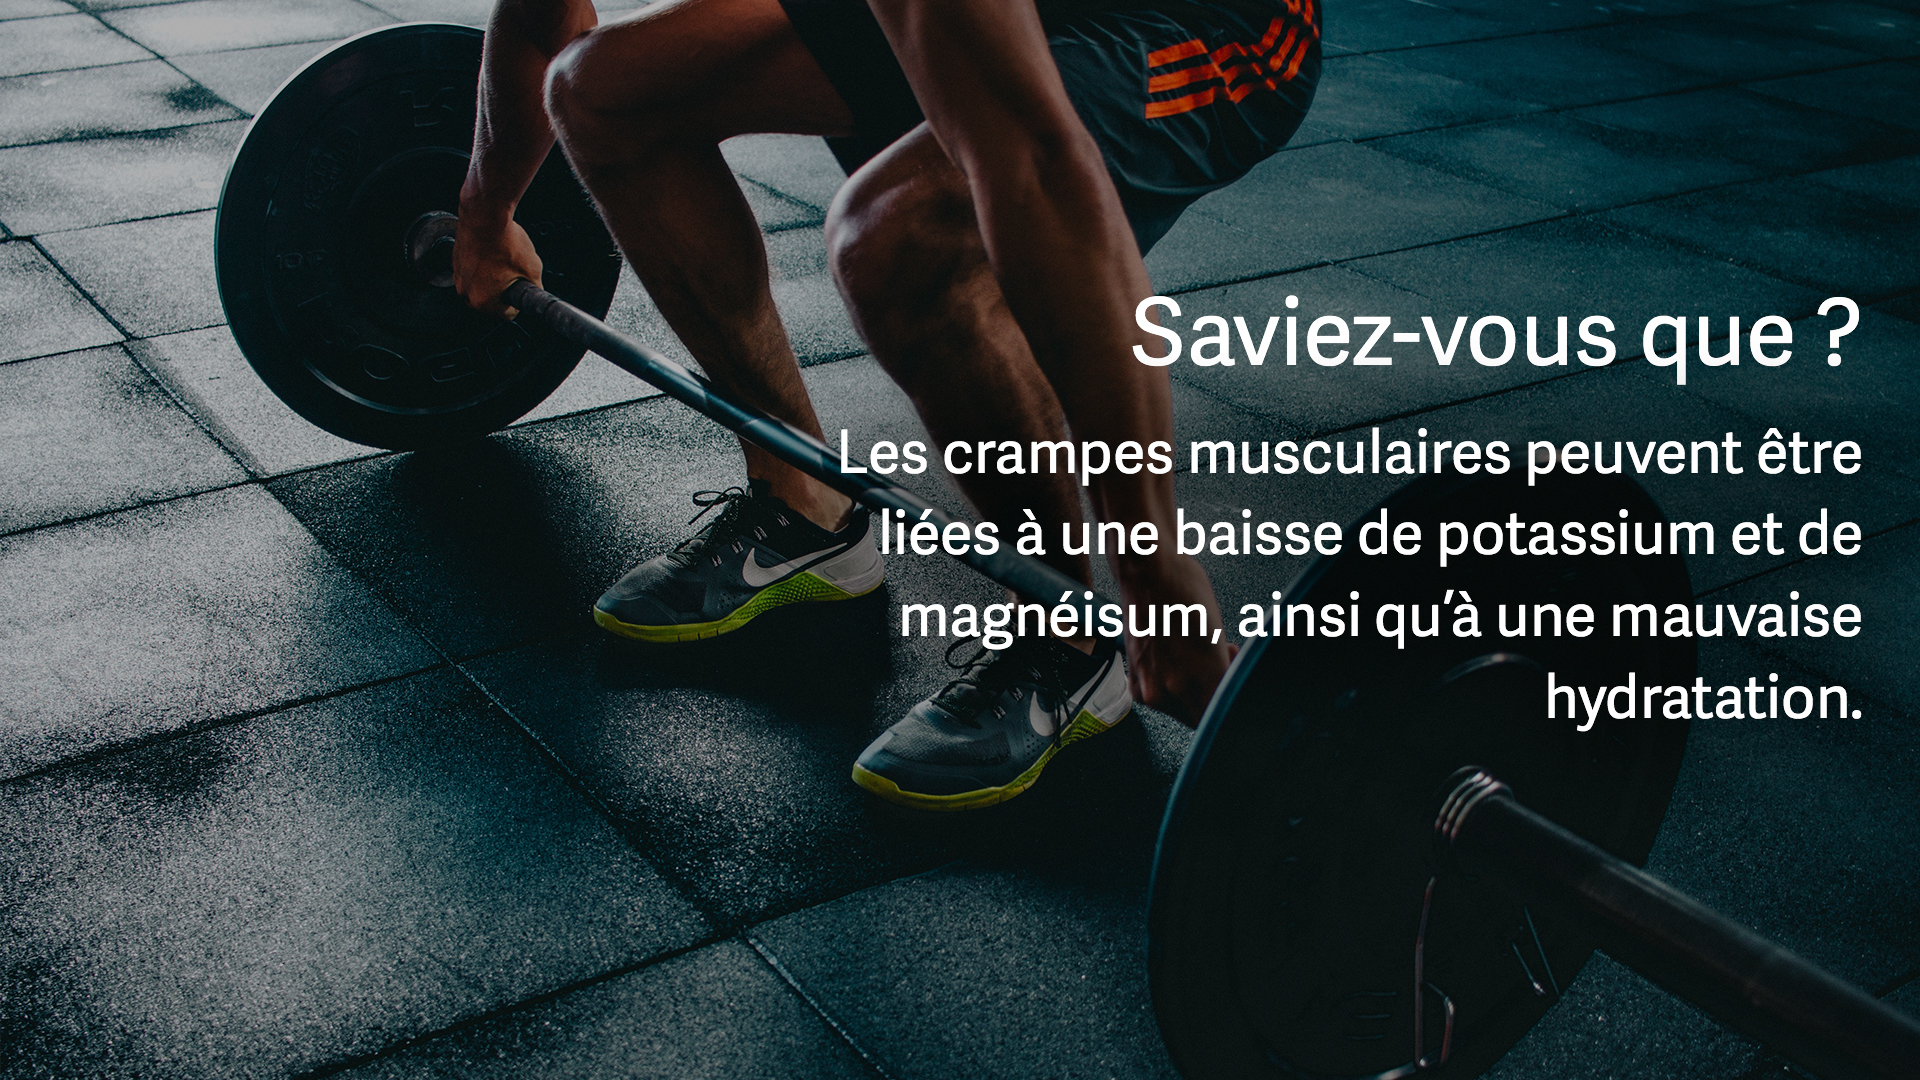 Saviez-vous que ?
Les crampes musculaires peuvent être
liées à une baisse de potassium et de
magnéisum, ainsi qu’à une mauvaise
hydratation.